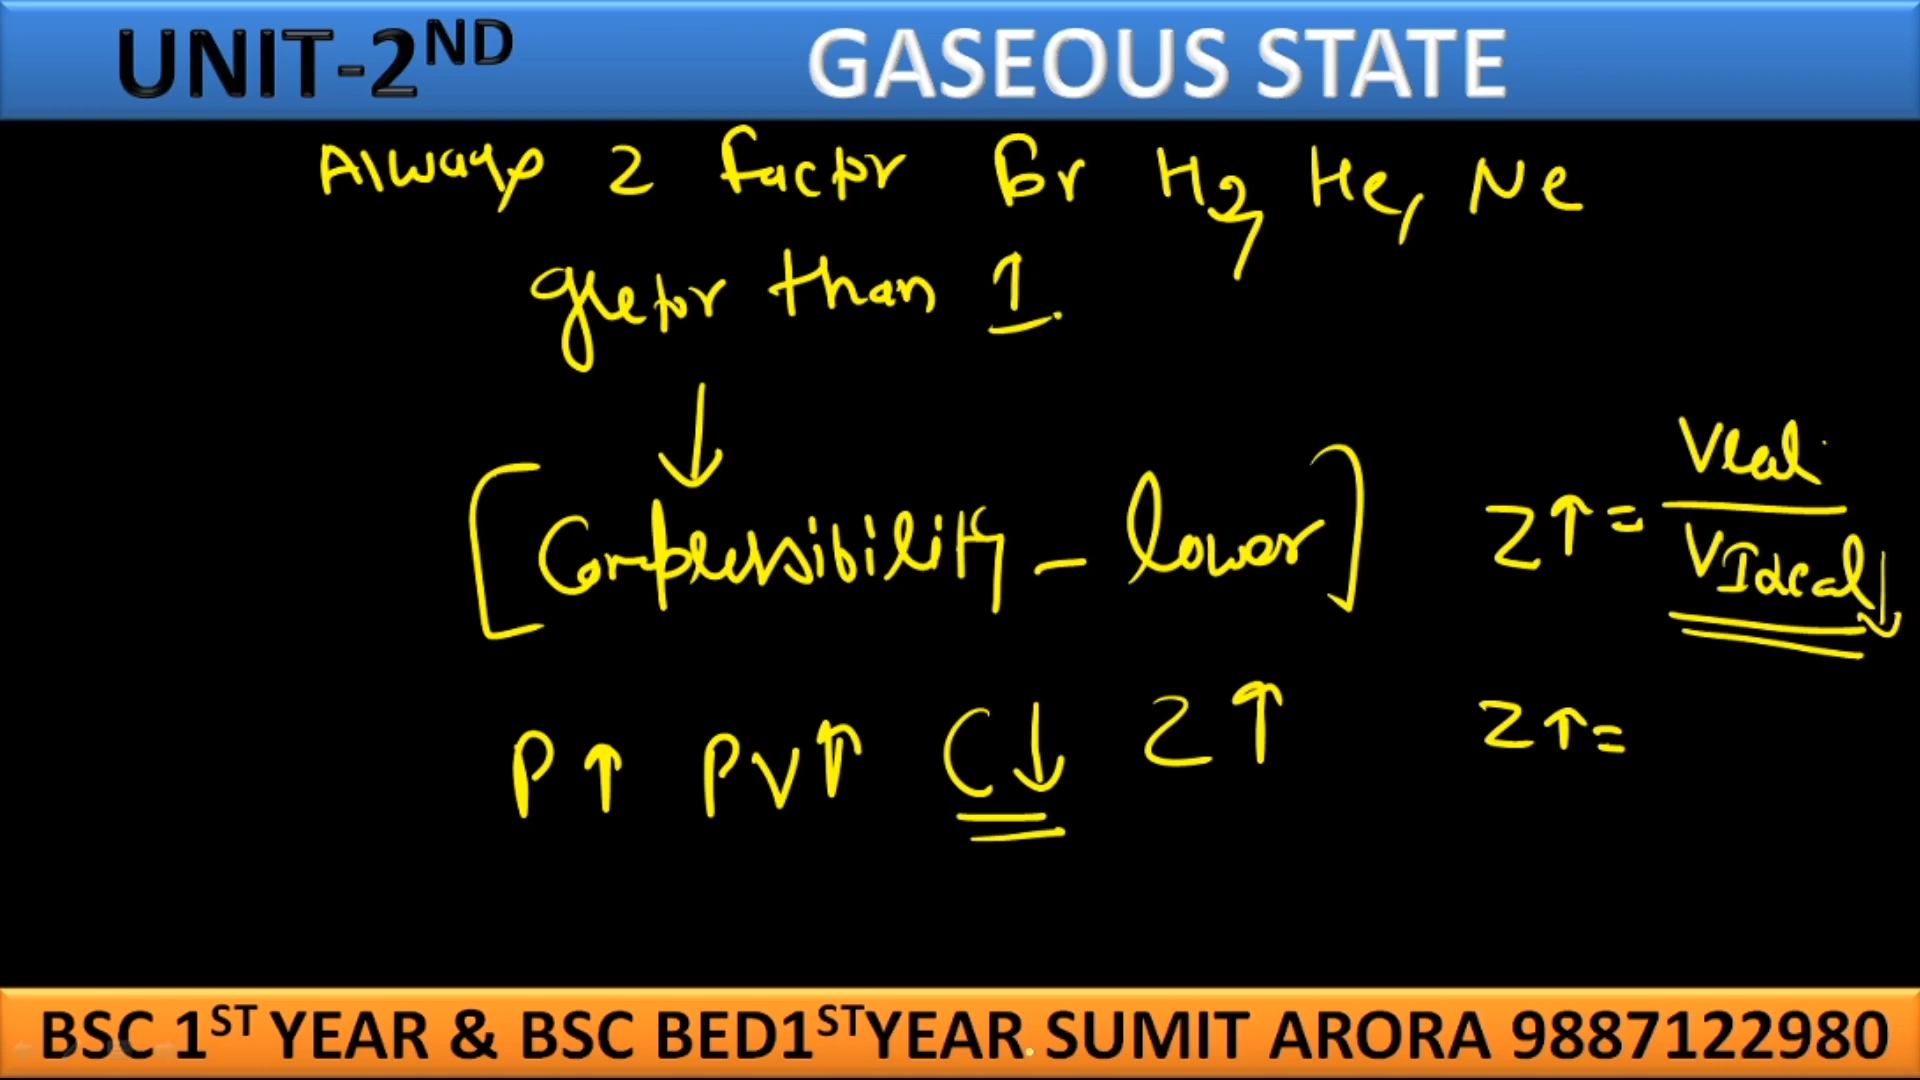 UNIT-2ND GASEOUS STATE
Always Z factor for H2, He, Ne
greter than 1.
↓
[Compressibility - lower]
Z↑ = Vreal / VIdeal↓
P↑ PV↑ C↓ Z↑
Z↑ =
BSC 1ST YEAR & BSC BED1STYEAR SUMIT ARORA 9887122980